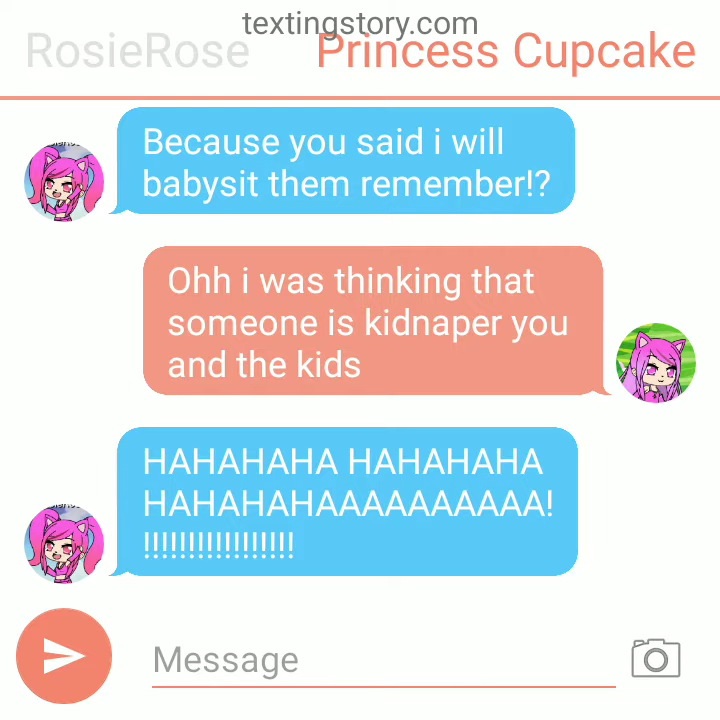 textingstory.com
RosieRose
Princess Cupcake
Because you said i will
babysit them remember!?
Ohh i was thinking that
someone is kidnaper you
and the kids
HAHAHAHA HAHAHAHA
HAHAHAHAAAAAAAAAA!
!!!!!!!!!!!!!!!!!
Message